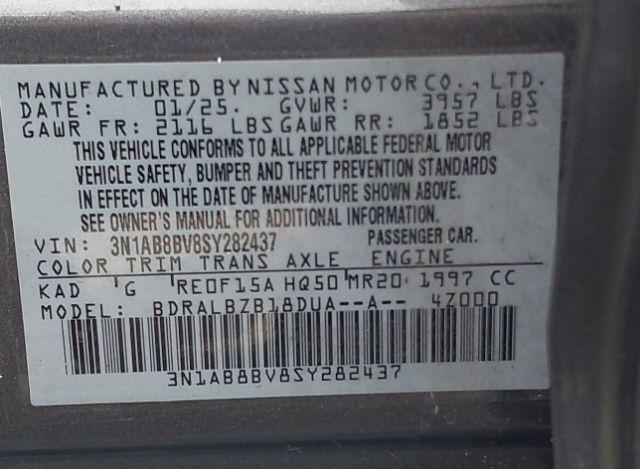 MANUFACTURED BY NISSAN MOTOR CO., LTD.
DATE: 01/25. GVWR: 3957 LBS
GAWR FR: 2116 LBS GAWR RR: 1852 LBS
THIS VEHICLE CONFORMS TO ALL APPLICABLE FEDERAL MOTOR
VEHICLE SAFETY, BUMPER AND THEFT PREVENTION STANDARDS
IN EFFECT ON THE DATE OF MANUFACTURE SHOWN ABOVE.
SEE OWNER'S MANUAL FOR ADDITIONAL INFORMATION.
VIN: 3N1AB8BV8SY282437 PASSENGER CAR.
COLOR TRIM TRANS AXLE ENGINE
KAD G RE0F15A HQ50 MR20 1997 CC
MODEL: BDRALBZB18DUA--A-- 4Z000
3N1AB8BV8SY282437